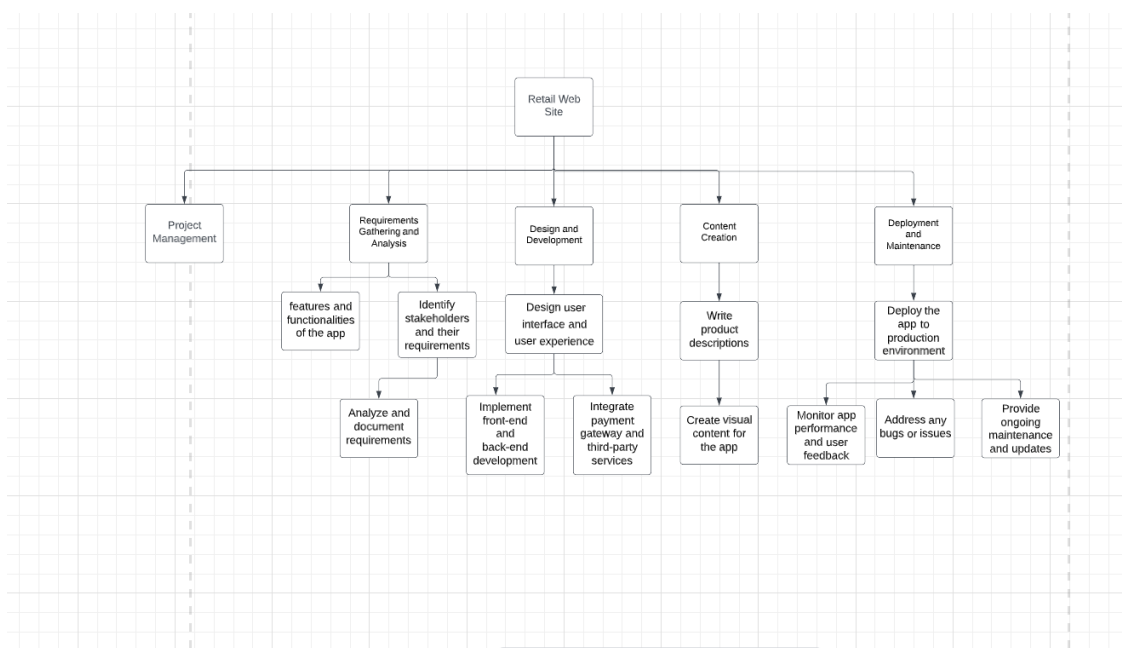 Retail Web
Site
Project
Management
Requirements
Gathering and
Analysis
Design and
Development
Content
Creation
Deployment
and
Maintenance
features and
functionalities
of the app
Identify
stakeholders
and their
requirements
Design user
interface and
user experience
Write
product
descriptions
Deploy the
app to
production
environment
Analyze and
document
requirements
Implement
front-end
and
back-end
development
Integrate
payment
gateway and
third-party
services
Create visual
content for
the app
Monitor app
performance
and user
feedback
Address any
bugs or issues
Provide
ongoing
maintenance
and updates